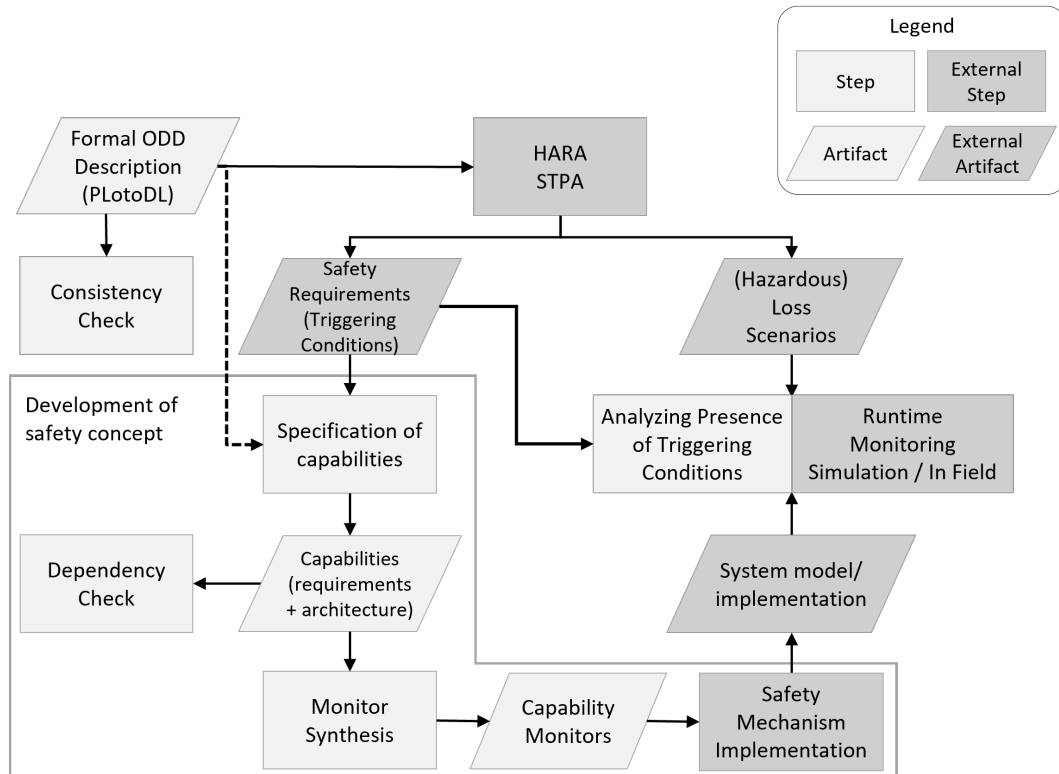 Legend
Step
External
Step
Artifact
External
Artifact
Formal ODD
Description
(PLotoDL)
HARA
STPA
Consistency
Check
Safety
Requirements
(Triggering
Conditions)
(Hazardous)
Loss
Scenarios
Development of
safety concept
Specification of
capabilities
Analyzing Presence
of Triggering
Conditions
Runtime
Monitoring
Simulation / In Field
Dependency
Check
Capabilities
(requirements
+ architecture)
System model/
implementation
Monitor
Synthesis
Capability
Monitors
Safety
Mechanism
Implementation